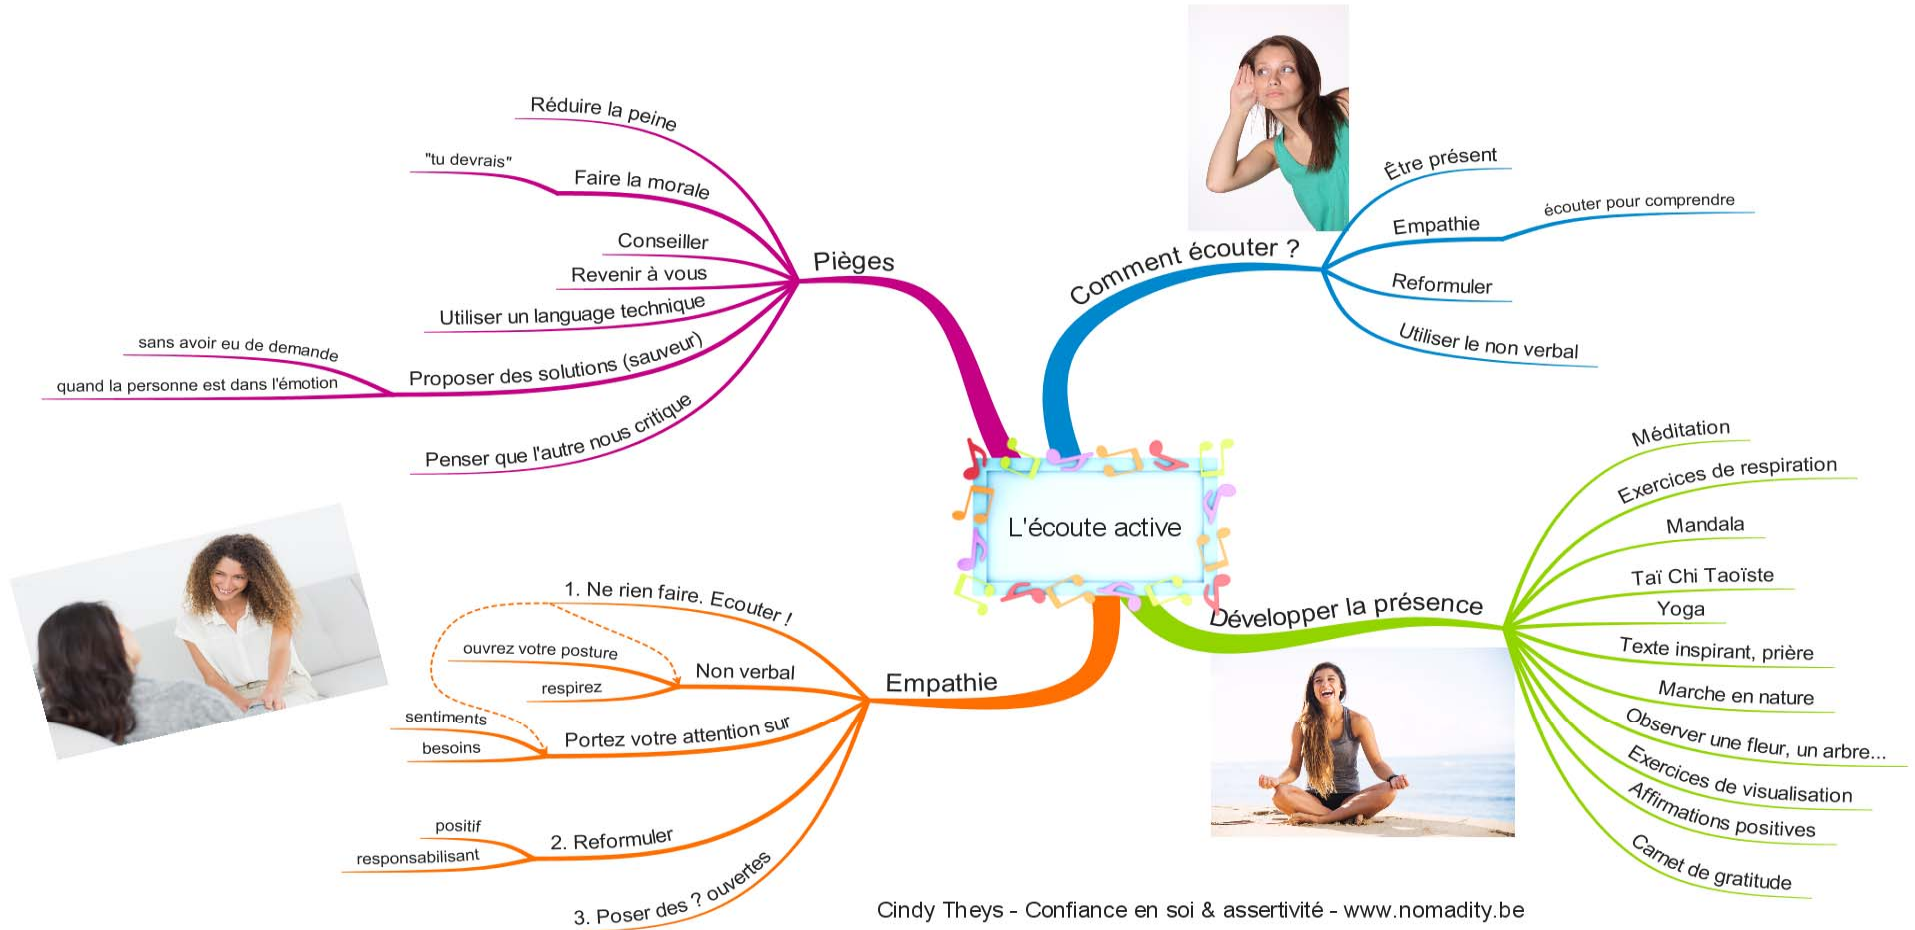 L'écoute active
Comment écouter ?
Être présent
Empathie
écouter pour comprendre
Reformuler
Utiliser le non verbal
Développer la présence
Méditation
Exercices de respiration
Mandala
Taï Chi Taoïste
Yoga
Texte inspirant, prière
Marche en nature
Observer une fleur, un arbre...
Exercices de visualisation
Affirmations positives
Carnet de gratitude
Empathie
1. Ne rien faire. Ecouter !
Non verbal
ouvrez votre posture
respirez
Portez votre attention sur
sentiments
besoins
2. Reformuler
positif
responsabilisant
3. Poser des ? ouvertes
Pièges
Réduire la peine
Faire la morale
"tu devrais"
Conseiller
Revenir à vous
Utiliser un language technique
Proposer des solutions (sauveur)
sans avoir eu de demande
quand la personne est dans l'émotion
Penser que l'autre nous critique
Cindy Theys - Confiance en soi & assertivité - www.nomadity.be